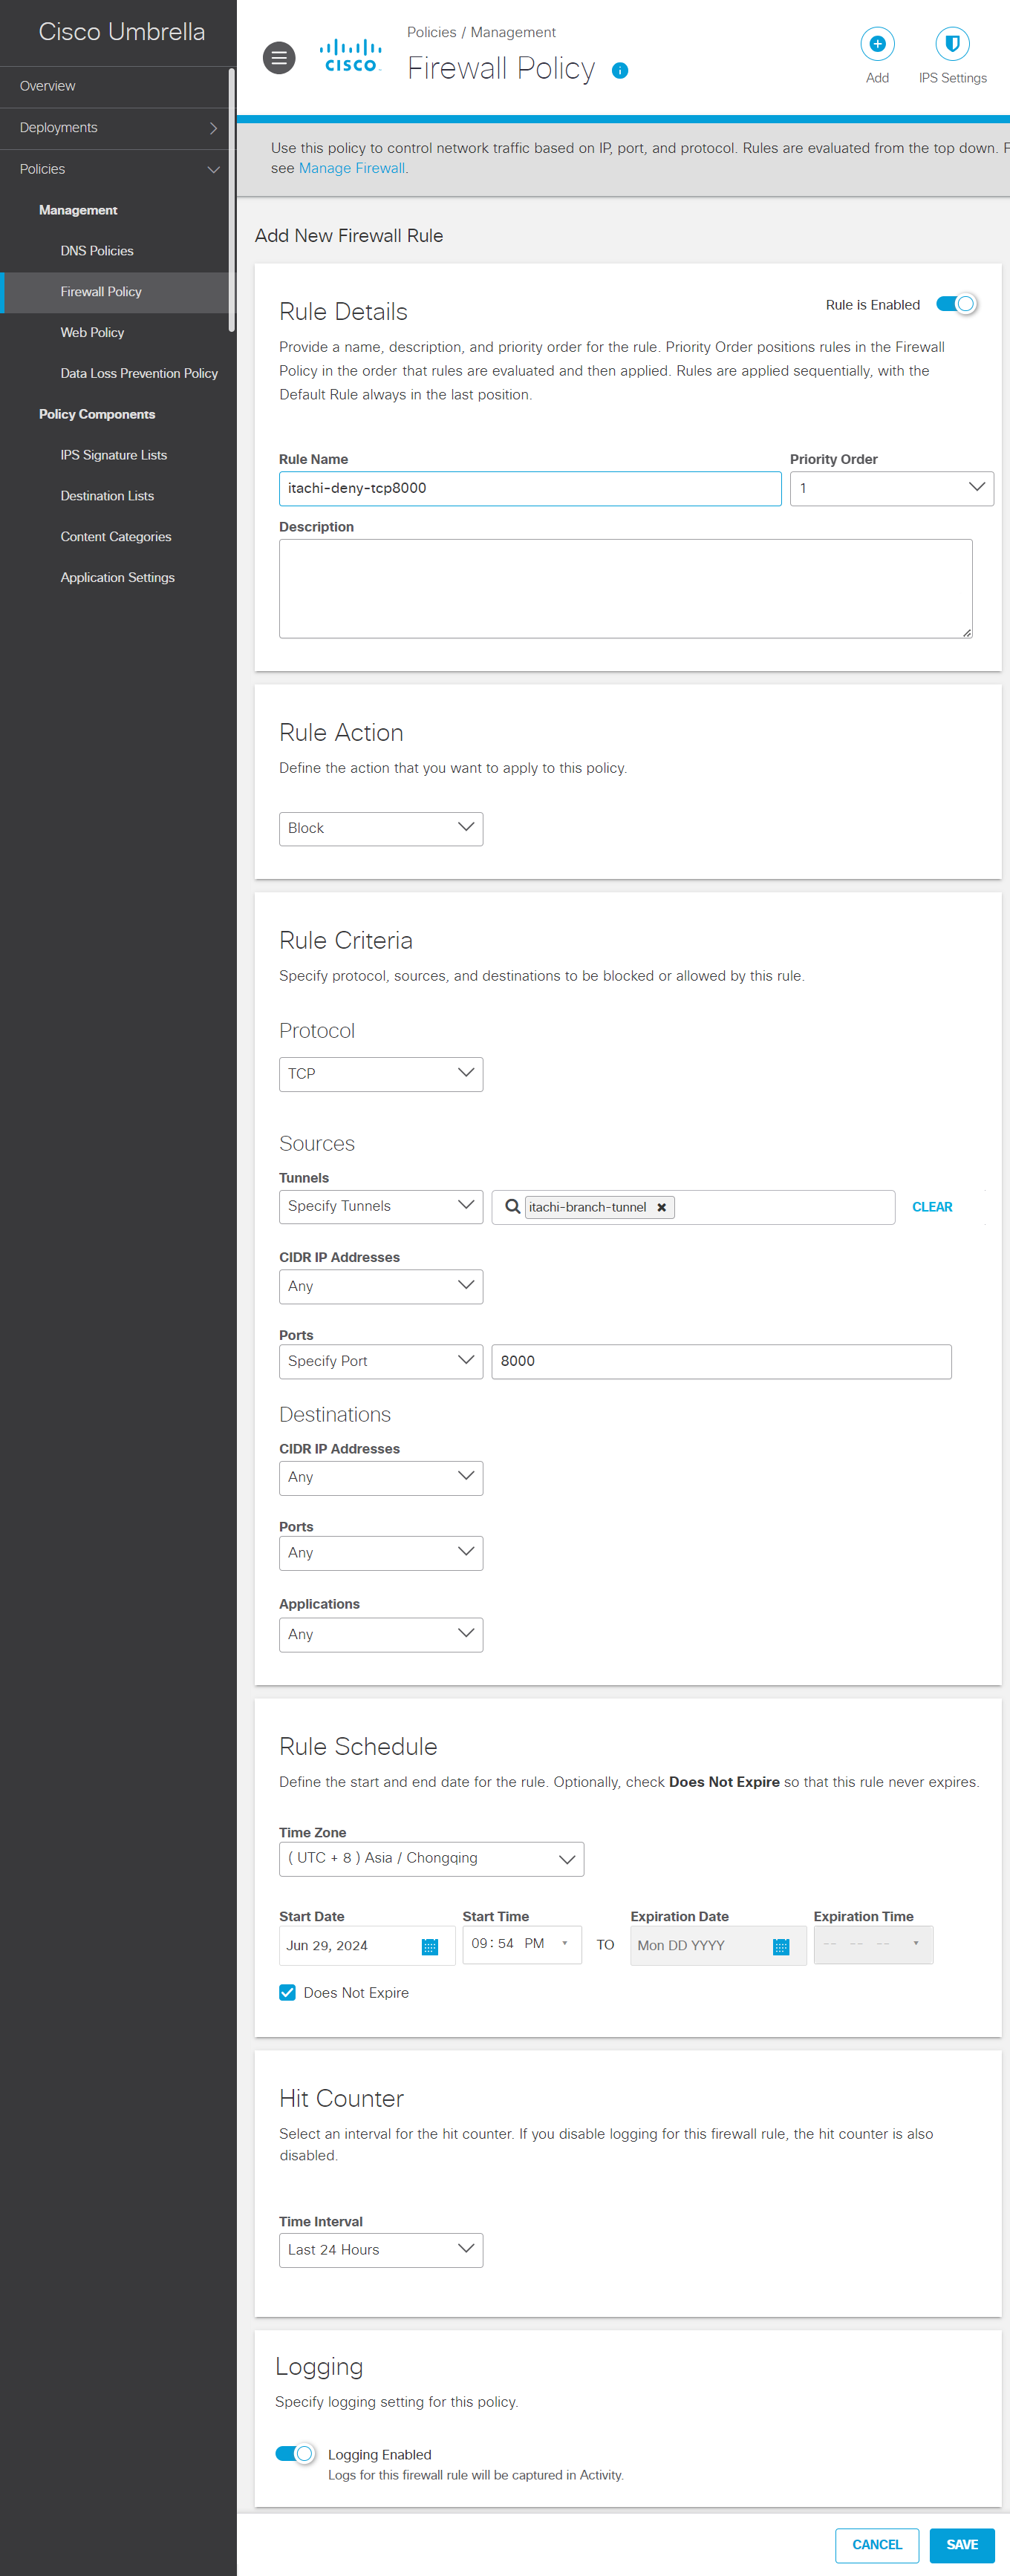 Cisco Umbrella
Overview
Deployments
Policies
Management
DNS Policies
Firewall Policy
Web Policy
Data Loss Prevention Policy
Policy Components
IPS Signature Lists
Destination Lists
Content Categories
Application Settings
CISCO
Policies / Management
Firewall Policy
Add
IPS Settings
Use this policy to control network traffic based on IP, port, and protocol. Rules are evaluated from the top down. F
see Manage Firewall.
Add New Firewall Rule
Rule Details
Rule is Enabled
Provide a name, description, and priority order for the rule. Priority Order positions rules in the Firewall
Policy in the order that rules are evaluated and then applied. Rules are applied sequentially, with the
Default Rule always in the last position.
Rule Name
Priority Order
itachi-deny-tcp8000
1
Description
Rule Action
Define the action that you want to apply to this policy.
Block
Rule Criteria
Specify protocol, sources, and destinations to be blocked or allowed by this rule.
Protocol
TCP
Sources
Tunnels
Specify Tunnels
itachi-branch-tunnel
CLEAR
CIDR IP Addresses
Any
Ports
Specify Port
8000
Destinations
CIDR IP Addresses
Any
Ports
Any
Applications
Any
Rule Schedule
Define the start and end date for the rule. Optionally, check Does Not Expire so that this rule never expires.
Time Zone
( UTC + 8 ) Asia / Chongqing
Start Date
Start Time
Expiration Date
Expiration Time
Jun 29, 2024
09 : 54 PM
TO
Mon DD YYYY
-- -- --
Does Not Expire
Hit Counter
Select an interval for the hit counter. If you disable logging for this firewall rule, the hit counter is also
disabled.
Time Interval
Last 24 Hours
Logging
Specify logging setting for this policy.
Logging Enabled
Logs for this firewall rule will be captured in Activity.
CANCEL
SAVE